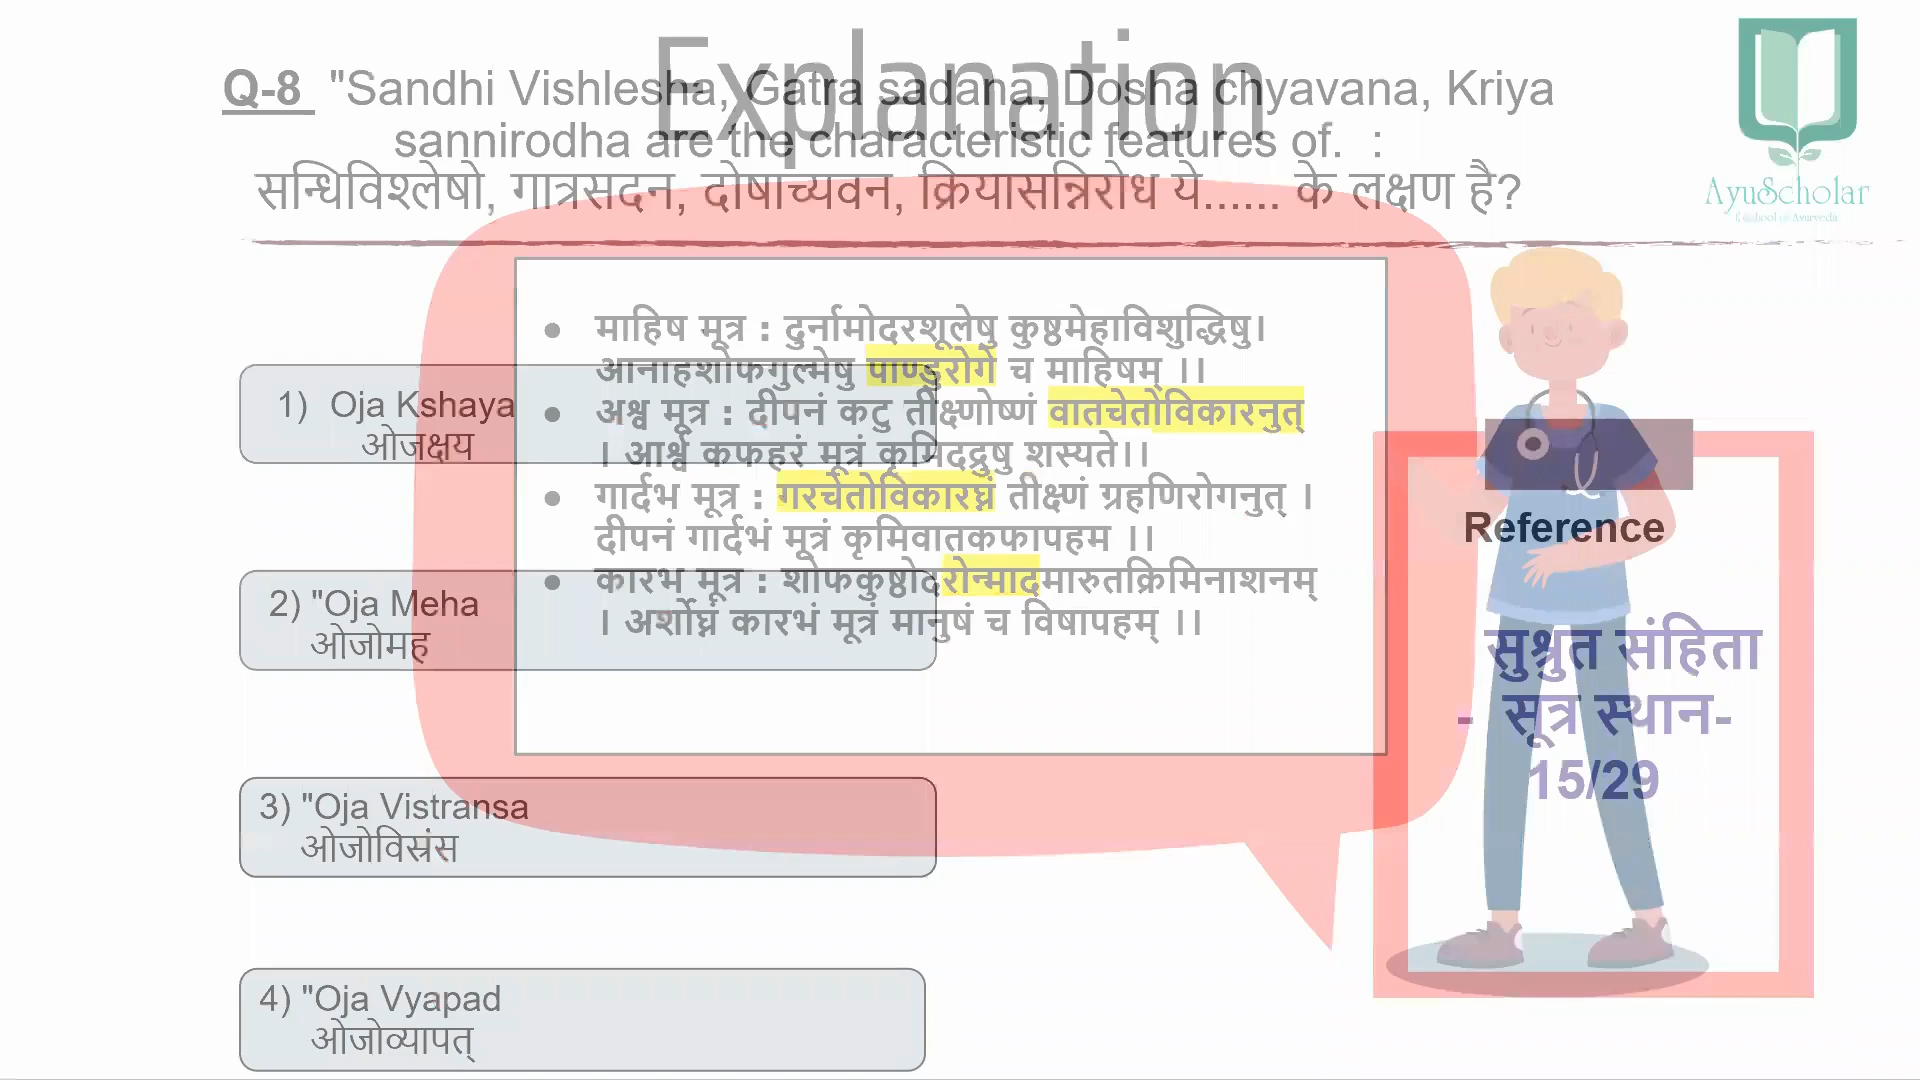 Explanation
Q-8 "Sandhi Vishlesha, Gatra sadana, Dosha chyavana, Kriya
sannirodha are the characteristic features of. :
सन्धिविश्लेषो, गात्रसदन, दोषाच्यवन, क्रियासन्निरोध ये...... के लक्षण है?
AyuScholar
1) Oja Kshaya
ओजक्षय
2) "Oja Meha
ओजोमह
3) "Oja Vistransa
ओजोविस्रंस
4) "Oja Vyapad
ओजोव्यापत्
● माहिष मूत्र : दुर्नामोदरशूलेषु कुष्ठमेहाविशुद्धिषु।
आनाहशोफगुल्मेषु पाण्डुरोगे च माहिषम् ।।
● अश्व मूत्र : दीपनं कटु तीक्ष्णोष्णं वातचेतोविकारनुत्
। आर्श्व कफहरं मूत्रं कृमिदद्रुषु शस्यते।।
● गार्दभ मूत्र : गरचेतोविकारघ्नं तीक्ष्णं ग्रहणिरोगनुत् ।
दीपनं गार्दभं मूत्रं कृमिवातकफापहम ।।
● कारभ मूत्र : शोफकुष्ठोदरोन्मादमारुतक्रिमिनाशनम्
। अर्शोघ्नं कारभं मूत्रं मानुषं च विषापहम् ।।
Reference
सुश्रुत संहिता
- सूत्र स्थान-
15/29